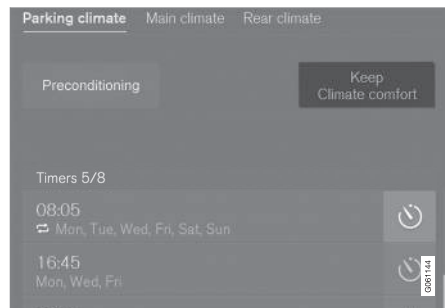 Parking climate Main climate Rear climate
Preconditioning
Keep
Climate comfort
Timers 5/8
08:05
Mon, Tue, Wed, Fri, Sat, Sun
16:45
Mon, Wed, Fri
G061144